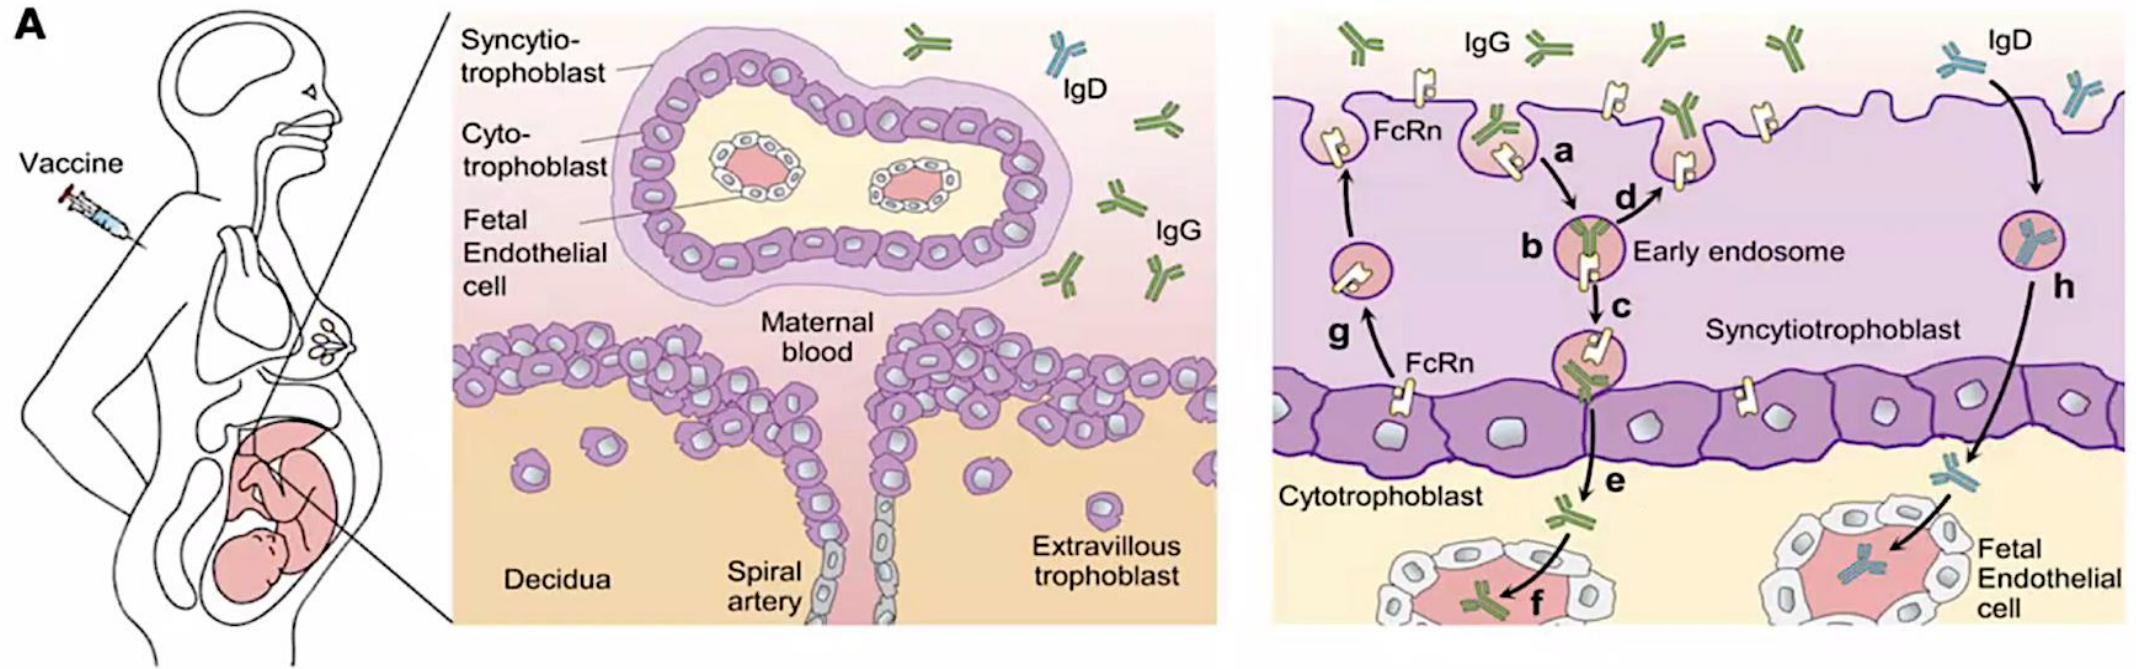 A
Vaccine
Syncytio-
trophoblast
Cyto-
trophoblast
Fetal
Endothelial
cell
IgD
IgG
Maternal
blood
Decidua
Spiral
artery
Extravillous
trophoblast
IgG
IgD
FcRn
a
d
b
Early endosome
c
h
g
FcRn
Syncytiotrophoblast
Cytotrophoblast
e
f
Fetal
Endothelial
cell